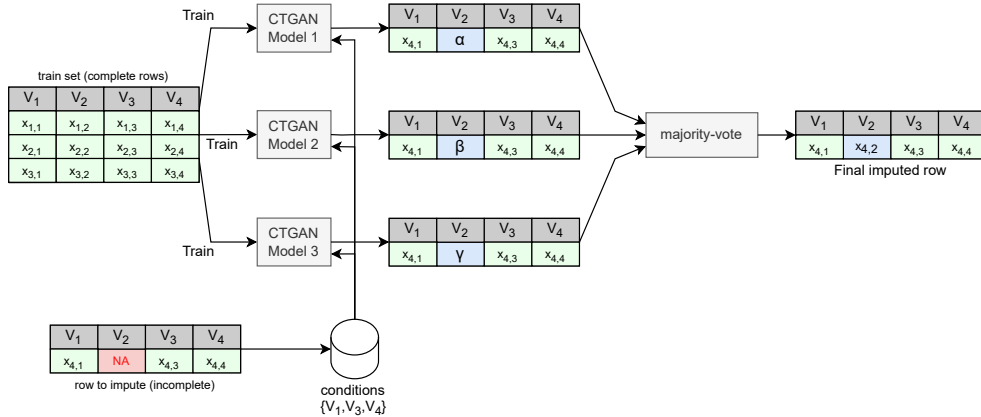 Train
CTGAN
Model 1
V1 V2 V3 V4
x4,1 α x4,3 x4,4
train set (complete rows)
V1 V2 V3 V4
x1,1 x1,2 x1,3 x1,4
x2,1 x2,2 x2,3 x2,4
x3,1 x3,2 x3,3 x3,4
Train
CTGAN
Model 2
V1 V2 V3 V4
x4,1 β x4,3 x4,4
majority-vote
V1 V2 V3 V4
x4,1 x4,2 x4,3 x4,4
Final imputed row
Train
CTGAN
Model 3
V1 V2 V3 V4
x4,1 γ x4,3 x4,4
V1 V2 V3 V4
x4,1 NA x4,3 x4,4
row to impute (incomplete)
conditions
{V1,V3,V4}